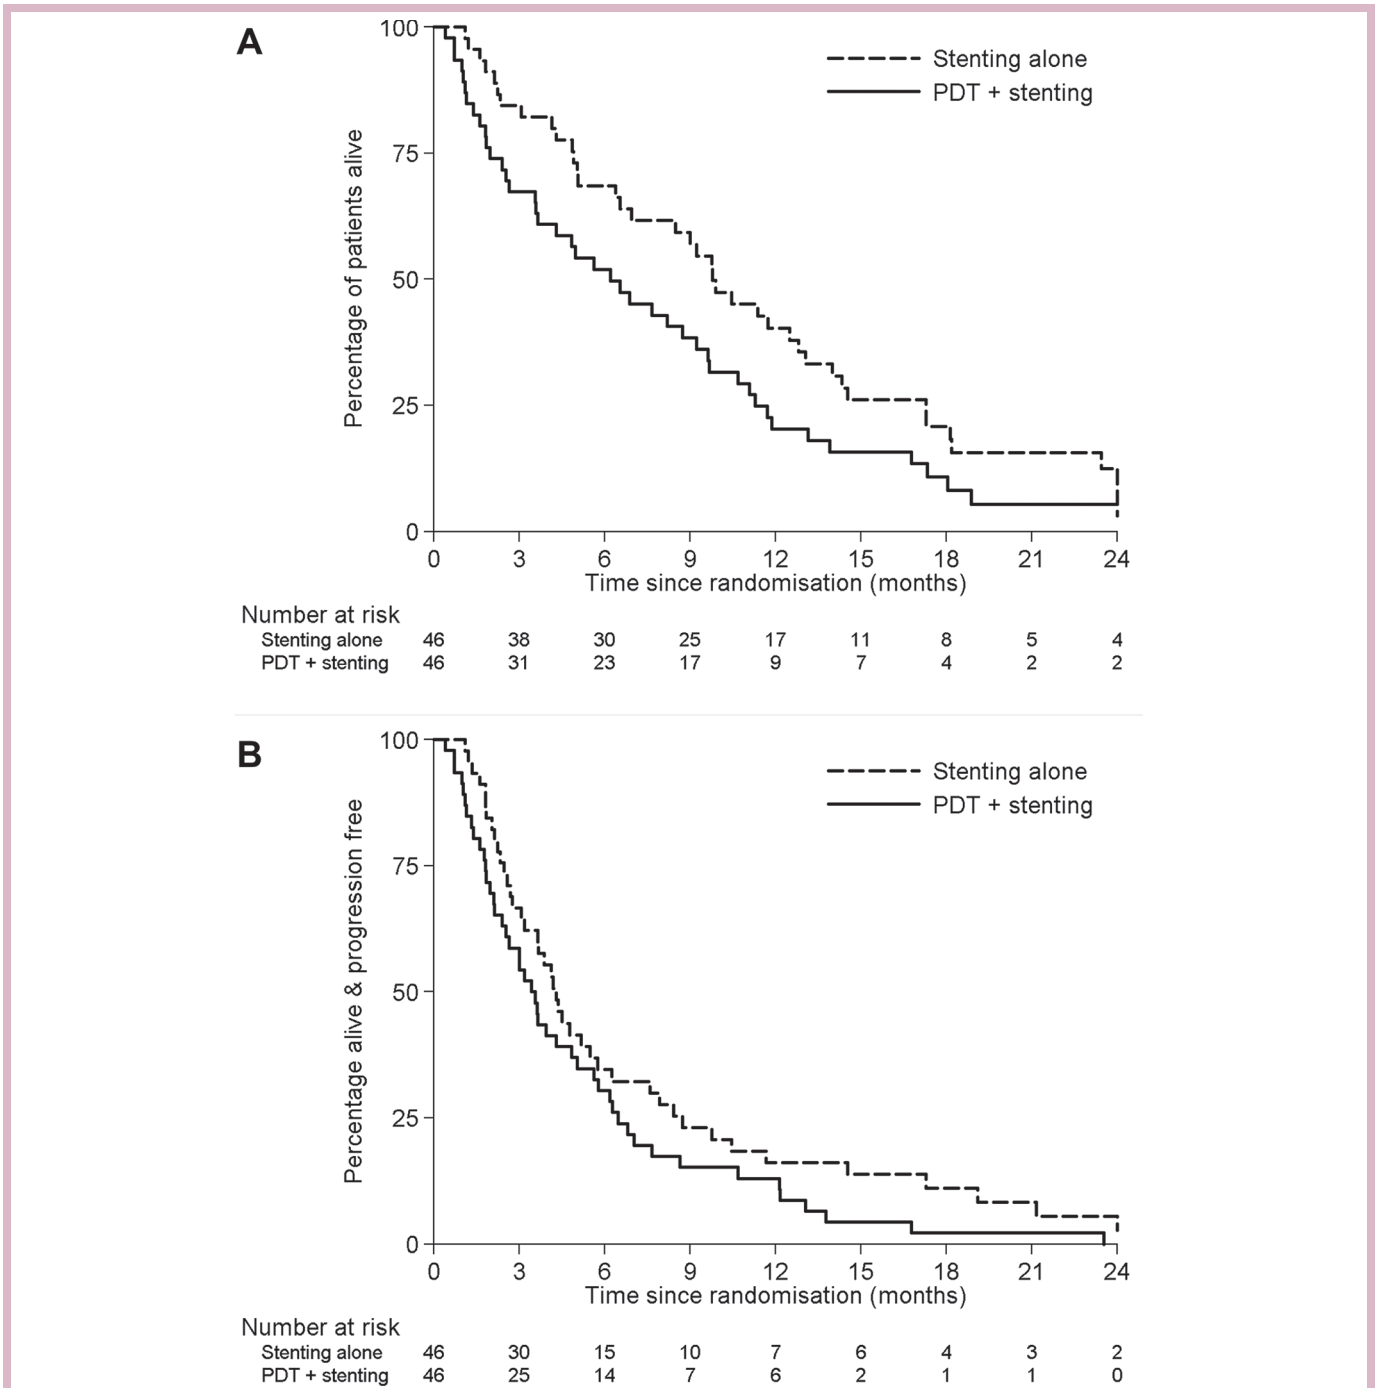 A
Stenting alone
PDT + stenting
Percentage of patients alive
100
75
50
25
0
0 3 6 9 12 15 18 21 24
Time since randomisation (months)
Number at risk
Stenting alone 46 38 30 25 17 11 8 5 4
PDT + stenting 46 31 23 17 9 7 4 2 2
B
Stenting alone
PDT + stenting
Percentage alive & progression free
100
75
50
25
0
0 3 6 9 12 15 18 21 24
Time since randomisation (months)
Number at risk
Stenting alone 46 30 15 10 7 6 4 3 2
PDT + stenting 46 25 14 7 6 2 1 1 0